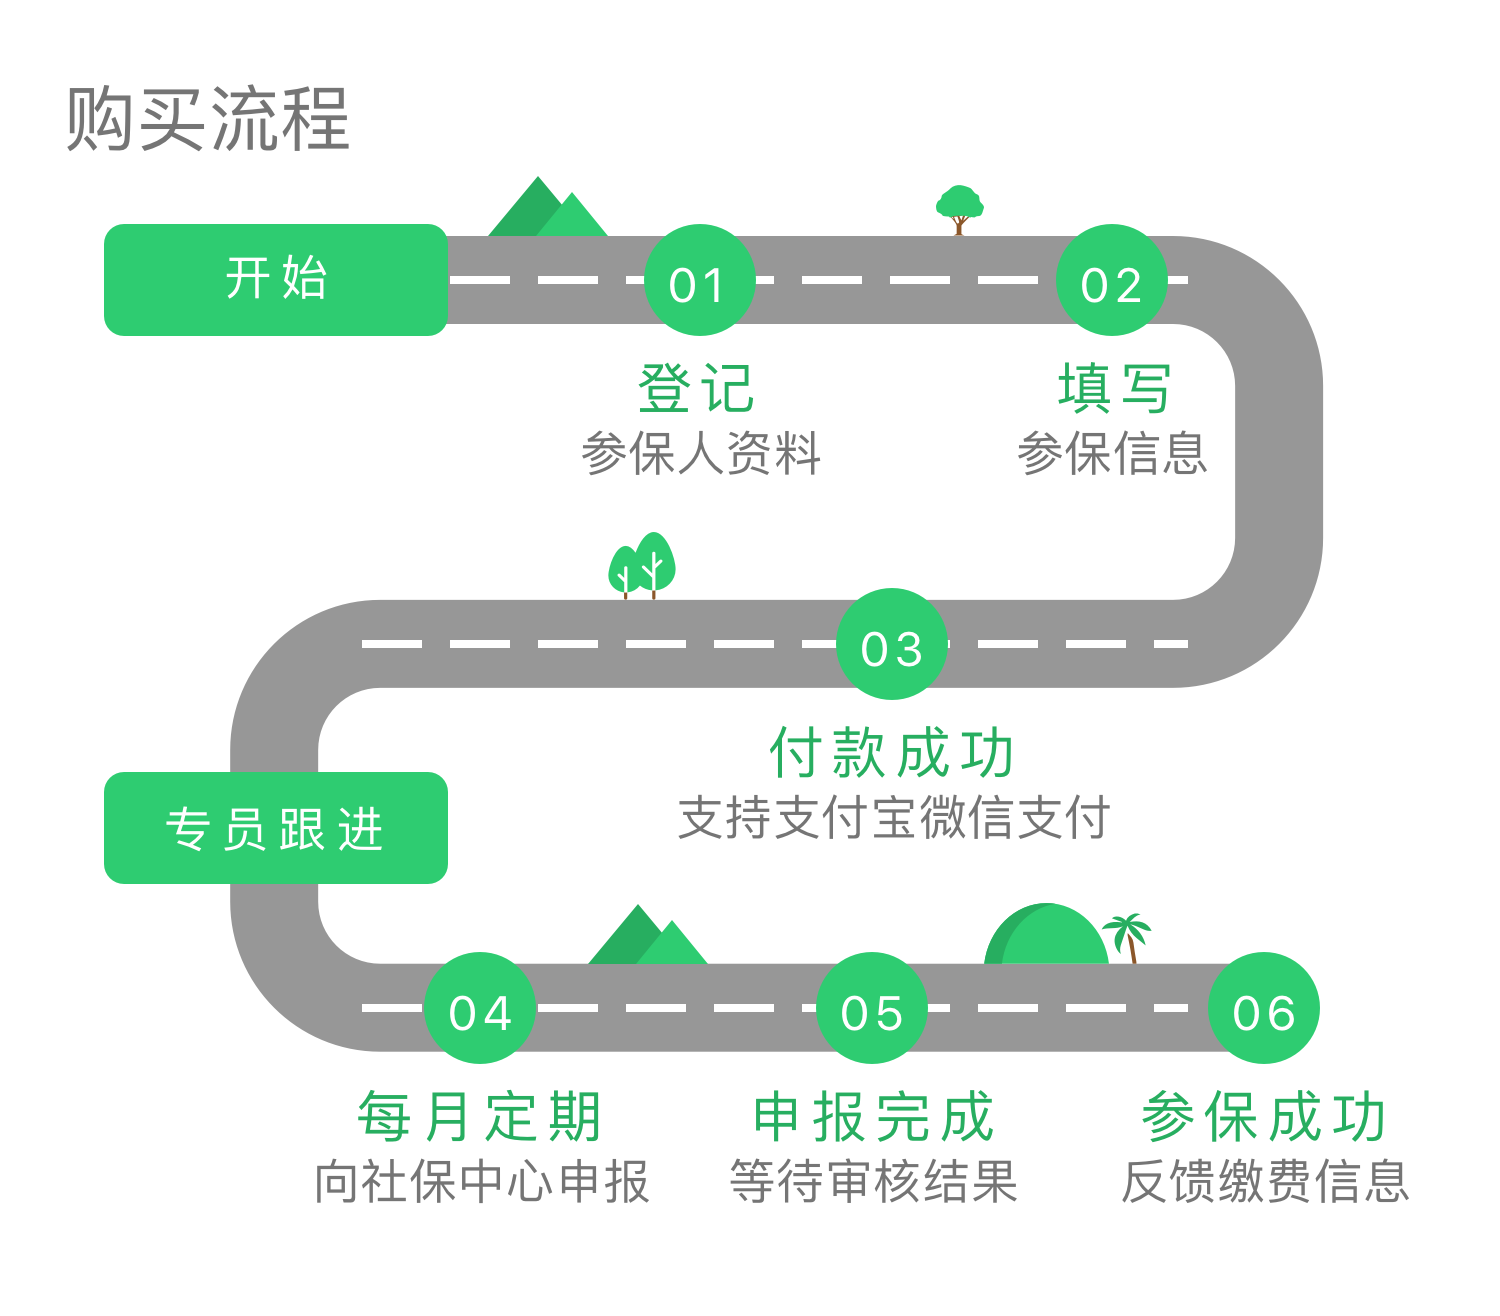 购买流程
开始
01
02
登记
参保人资料
填写
参保信息
03
付款成功
支持支付宝微信支付
专员跟进
04
05
06
每月定期
向社保中心申报
申报完成
等待审核结果
参保成功
反馈缴费信息